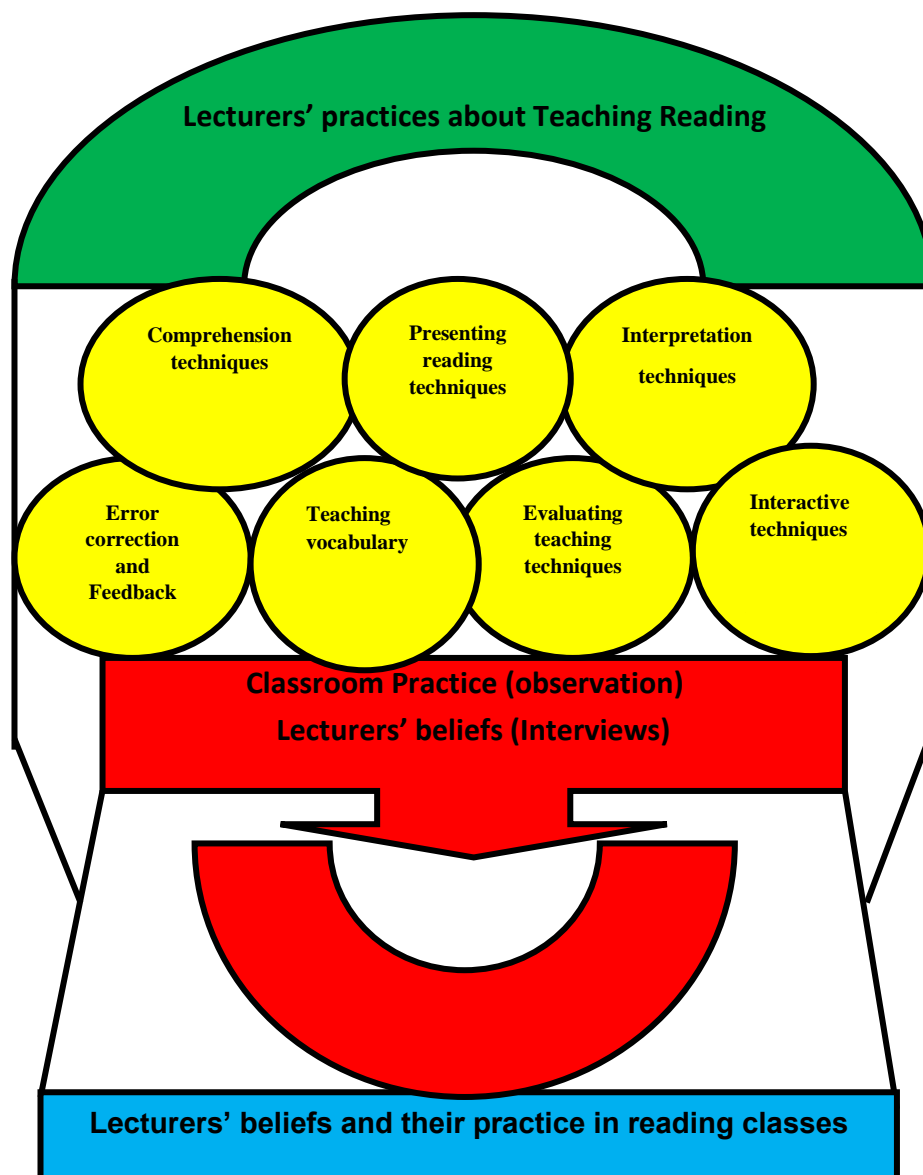 Lecturers’ practices about Teaching Reading
Comprehension
techniques
Presenting
reading
techniques
Interpretation
techniques
Error
correction
and
Feedback
Teaching
vocabulary
Evaluating
teaching
techniques
Interactive
techniques
Classroom Practice (observation)
Lecturers’ beliefs (Interviews)
Lecturers’ beliefs and their practice in reading classes